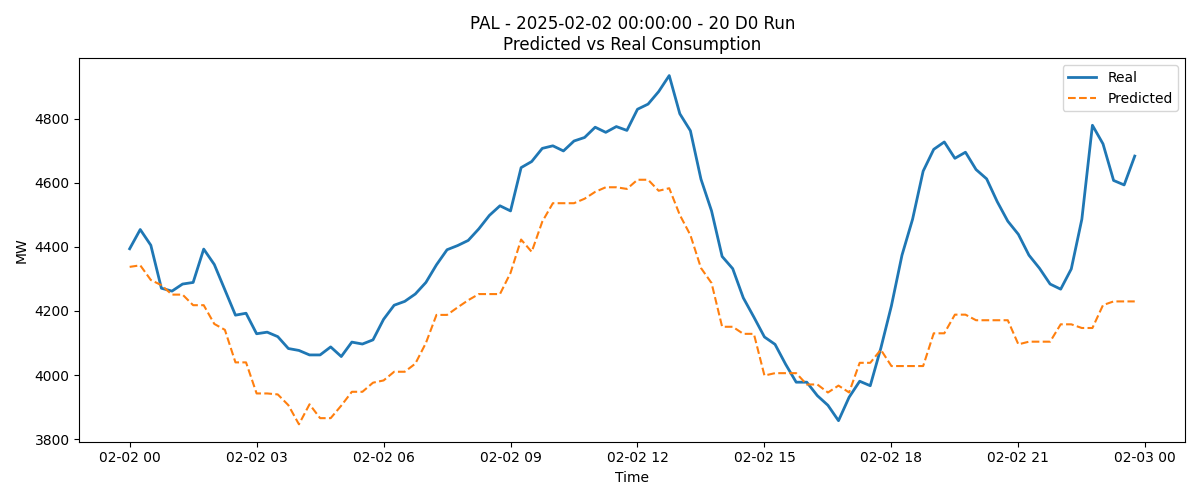 PAL - 2025-02-02 00:00:00 - 20 D0 Run
Predicted vs Real Consumption
Real
Predicted
MW
4800
4600
4400
4200
4000
3800
02-02 00
02-02 03
02-02 06
02-02 09
02-02 12
02-02 15
02-02 18
02-02 21
02-03 00
Time